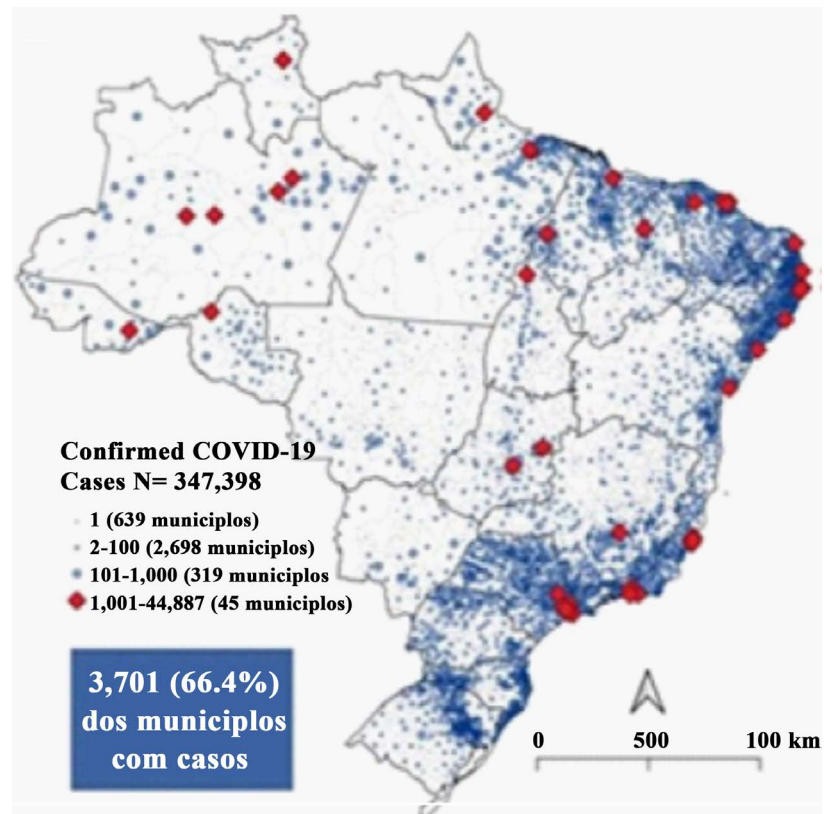 Confirmed COVID-19
Cases N= 347,398
1 (639 municiplos)
2-100 (2,698 municiplos)
101-1,000 (319 municiplos
1,001-44,887 (45 municiplos)
3,701 (66.4%)
dos municiplos
com casos
0 500 100 km